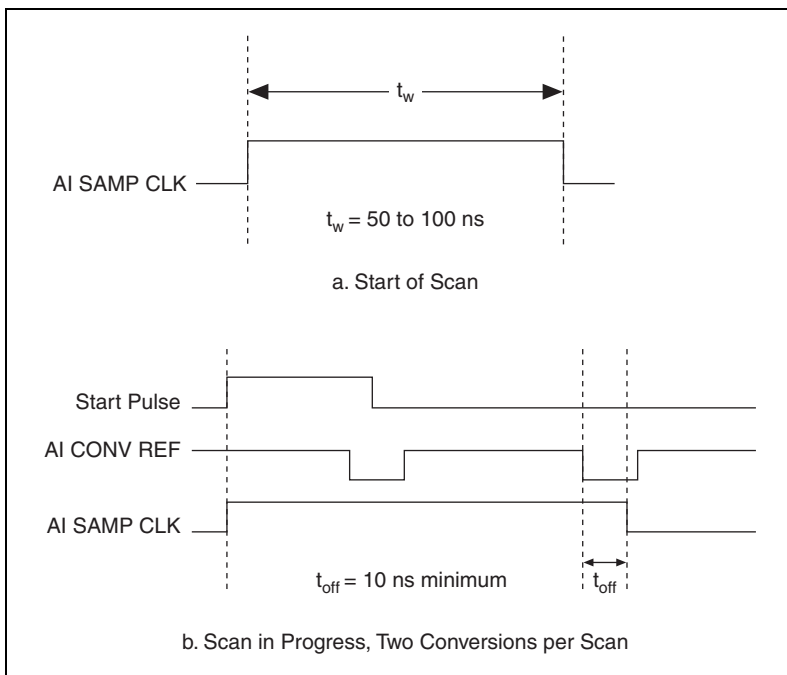 t_w
AI SAMP CLK
t_w = 50 to 100 ns
a. Start of Scan
Start Pulse
AI CONV REF
AI SAMP CLK
t_off = 10 ns minimum
t_off
b. Scan in Progress, Two Conversions per Scan